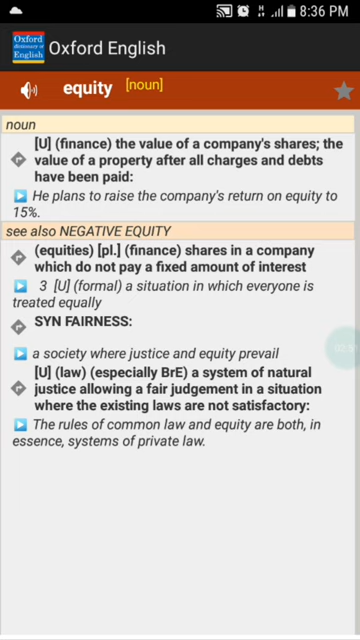 8:36 PM
Oxford
dictionary of
English
Oxford English
equity [noun]
noun
[U] (finance) the value of a company's shares; the
value of a property after all charges and debts
have been paid:
He plans to raise the company's return on equity to
15%.
see also NEGATIVE EQUITY
(equities) [pl.] (finance) shares in a company
which do not pay a fixed amount of interest
3 [U] (formal) a situation in which everyone is
treated equally
SYN FAIRNESS:
a society where justice and equity prevail
[U] (law) (especially BrE) a system of natural
justice allowing a fair judgement in a situation
where the existing laws are not satisfactory:
The rules of common law and equity are both, in
essence, systems of private law.